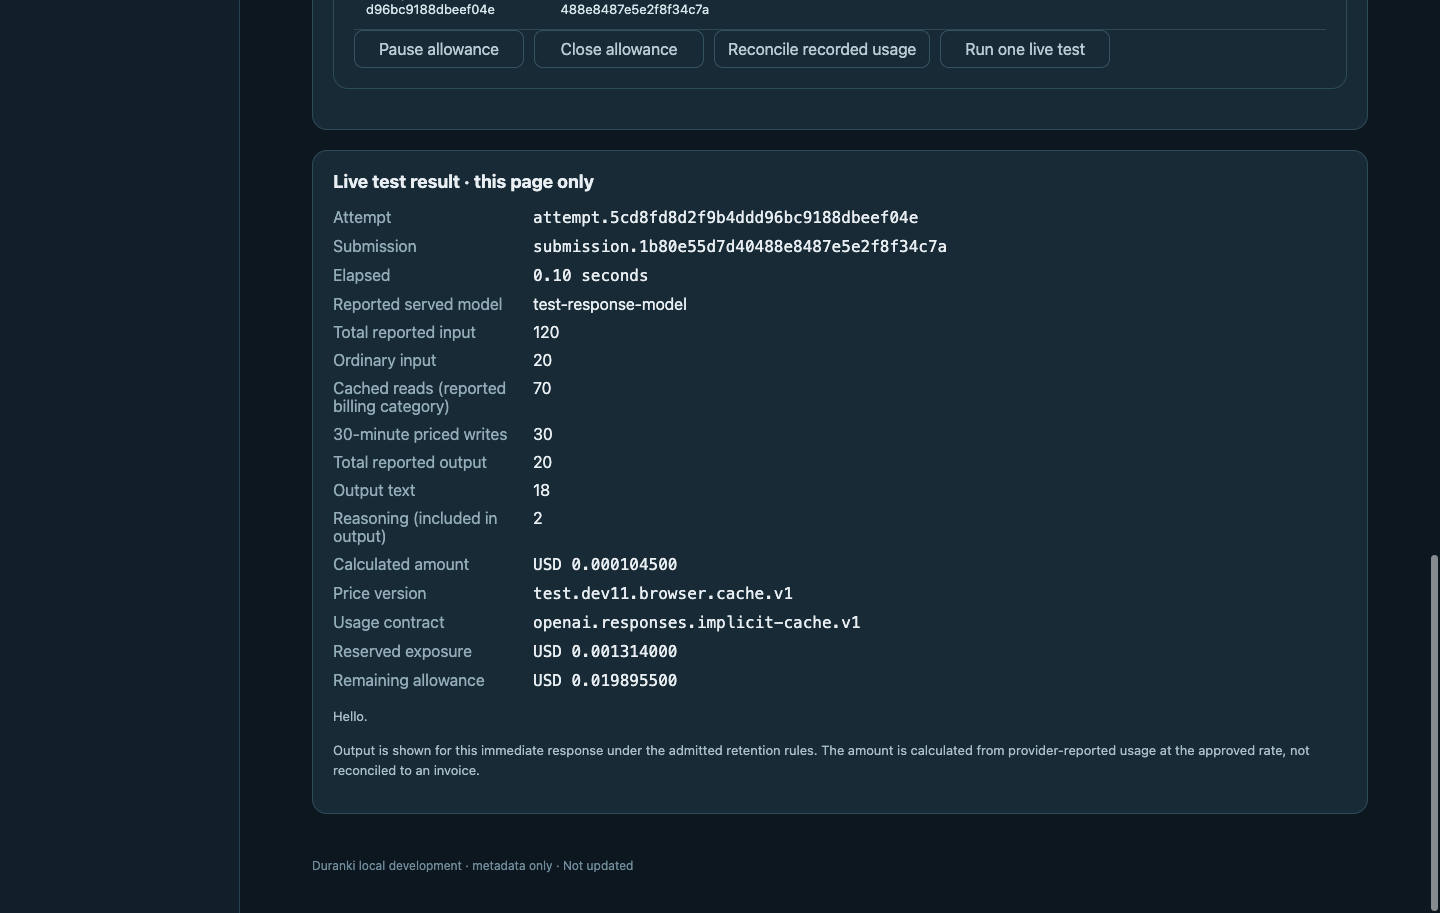 d96bc9188dbeef04e 488e8487e5e2f8f34c7a
Pause allowance Close allowance Reconcile recorded usage Run one live test
Live test result · this page only
Attempt attempt.5cd8fd8d2f9b4ddd96bc9188dbeef04e
Submission submission.1b80e55d7d40488e8487e5e2f8f34c7a
Elapsed 0.10 seconds
Reported served model test-response-model
Total reported input 120
Ordinary input 20
Cached reads (reported 70
billing category)
30-minute priced writes 30
Total reported output 20
Output text 18
Reasoning (included in 2
output)
Calculated amount USD 0.000104500
Price version test.dev11.browser.cache.v1
Usage contract openai.responses.implicit-cache.v1
Reserved exposure USD 0.001314000
Remaining allowance USD 0.019895500
Hello.
Output is shown for this immediate response under the admitted retention rules. The amount is calculated from provider-reported usage at the approved rate, not
reconciled to an invoice.
Duranki local development · metadata only · Not updated